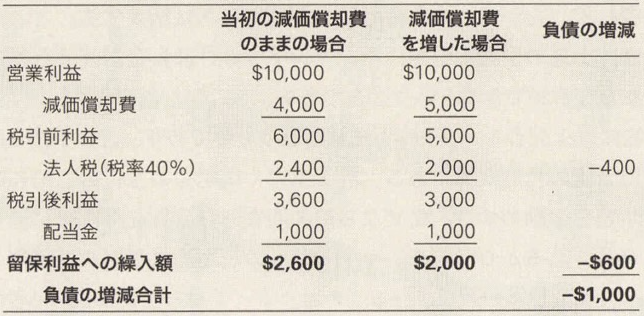 当初の減価償却費 減価償却費 負債の増減
のままの場合 を増した場合
営業利益 $10,000 $10,000
減価償却費 4,000 5,000
税引前利益 6,000 5,000
法人税(税率40%) 2,400 2,000 −400
税引後利益 3,600 3,000
配当金 1,000 1,000
留保利益への繰入額 $2,600 $2,000 −$600
負債の増減合計 −$1,000